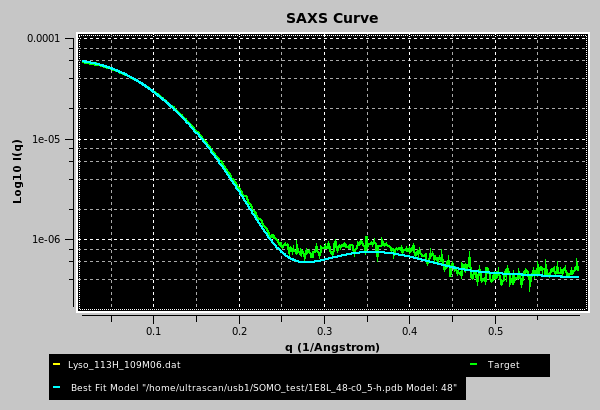 SAXS Curve
0.0001
1e-05
1e-06
Log10 I(q)
0.1 0.2 0.3 0.4 0.5
q (1/Angstrom)
Lyso_113H_109M06.dat Target
Best Fit Model "/home/ultrascan/usb1/SOMO_test/1E8L_48-c0_5-h.pdb Model: 48"